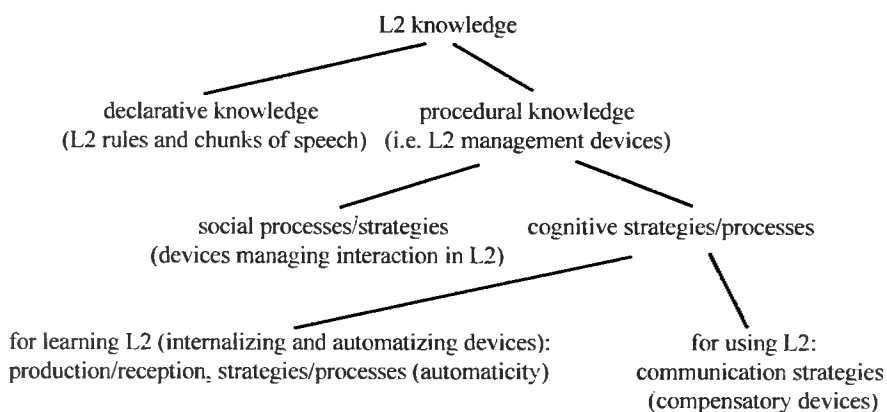 L2 knowledge
declarative knowledge
(L2 rules and chunks of speech)
procedural knowledge
(i.e. L2 management devices)
social processes/strategies
(devices managing interaction in L2)
cognitive strategies/processes
for learning L2 (internalizing and automatizing devices):
production/reception, strategies/processes (automaticity)
for using L2:
communication strategies
(compensatory devices)